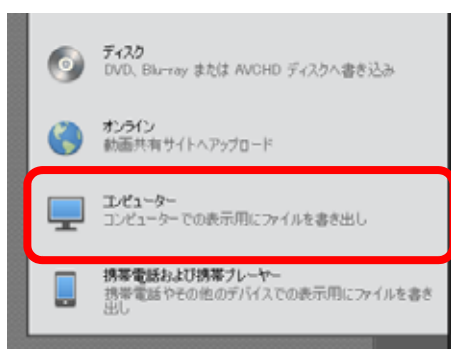 ディスク
DVD、Blu-ray または AVCHD ディスクへ書き込み
オンライン
動画共有サイトへアップロード
コンピューター
コンピューターでの表示用にファイルを書き出し
携帯電話および携帯プレーヤー
携帯電話やその他のデバイスでの表示用にファイルを書き
出し